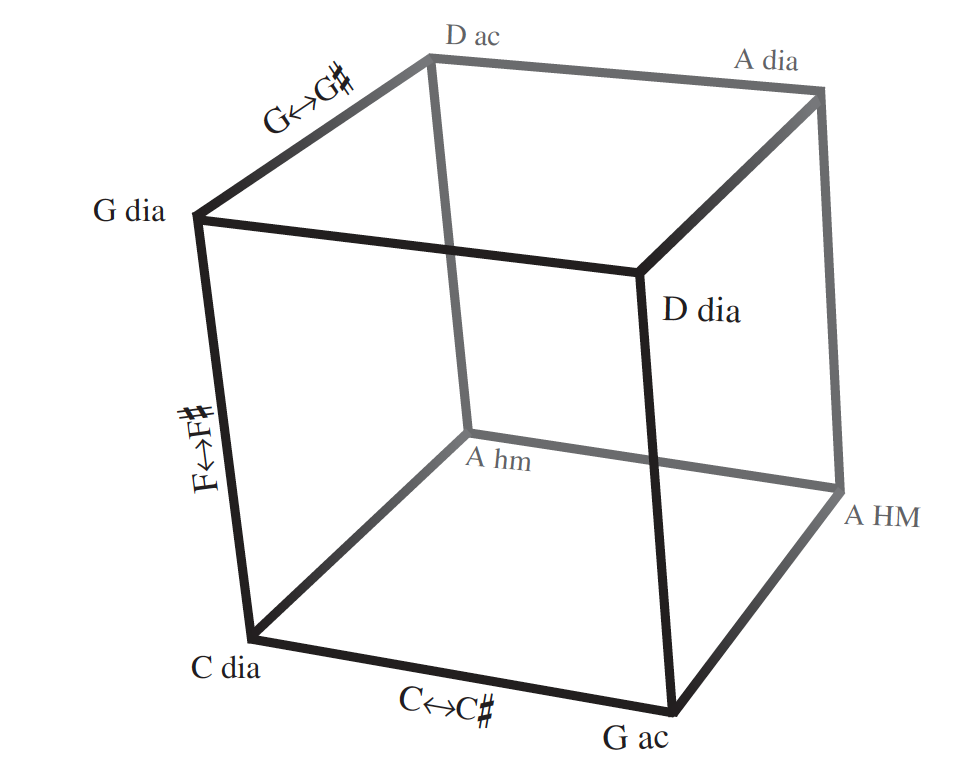 D ac
A dia
G↔G♯
G dia
D dia
F↔F♯
A hm
A HM
C dia
C↔C♯
G ac